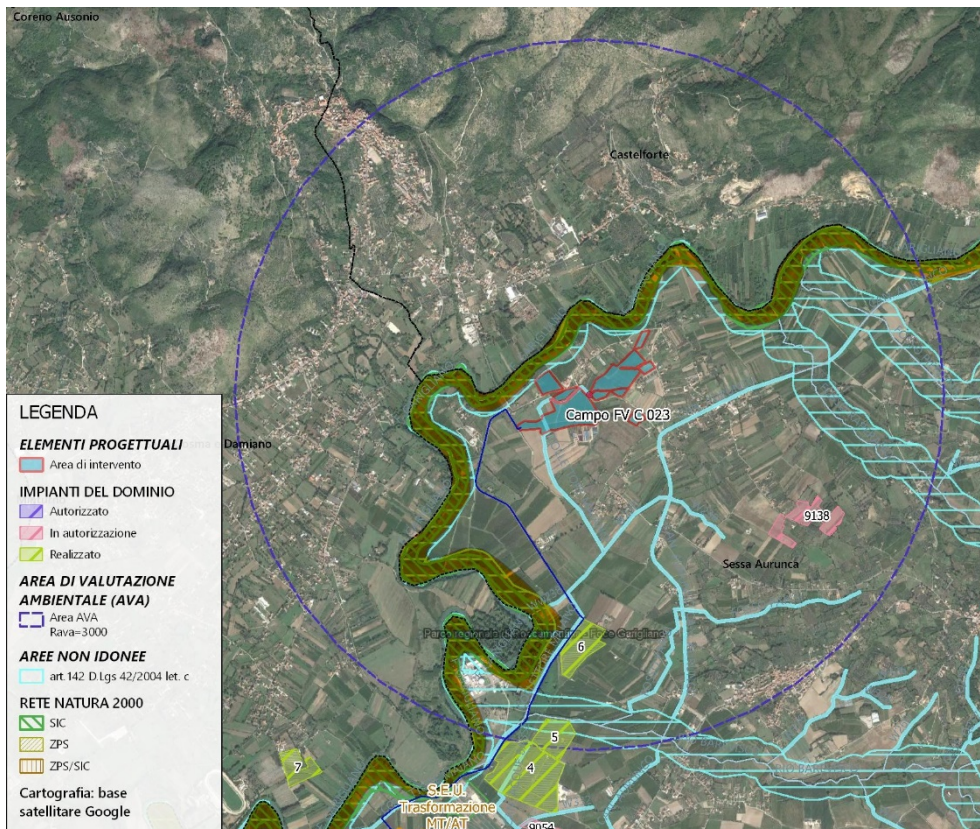 Coreno Ausonio
Castelforte
Campo FV C 023
9138
Sessa Aurunca
6
5
4
7
S.E.U.
Trasformazione
MT/AT
9054
Damiano
LEGENDA
ELEMENTI PROGETTUALI
Area di intervento
IMPIANTI DEL DOMINIO
Autorizzato
In autorizzazione
Realizzato
AREA DI VALUTAZIONE
AMBIENTALE (AVA)
Area AVA
Rava=3000
AREE NON IDONEE
art.142 D.Lgs 42/2004 let. c
RETE NATURA 2000
SIC
ZPS
ZPS/SIC
Cartografia: base
satellitare Google